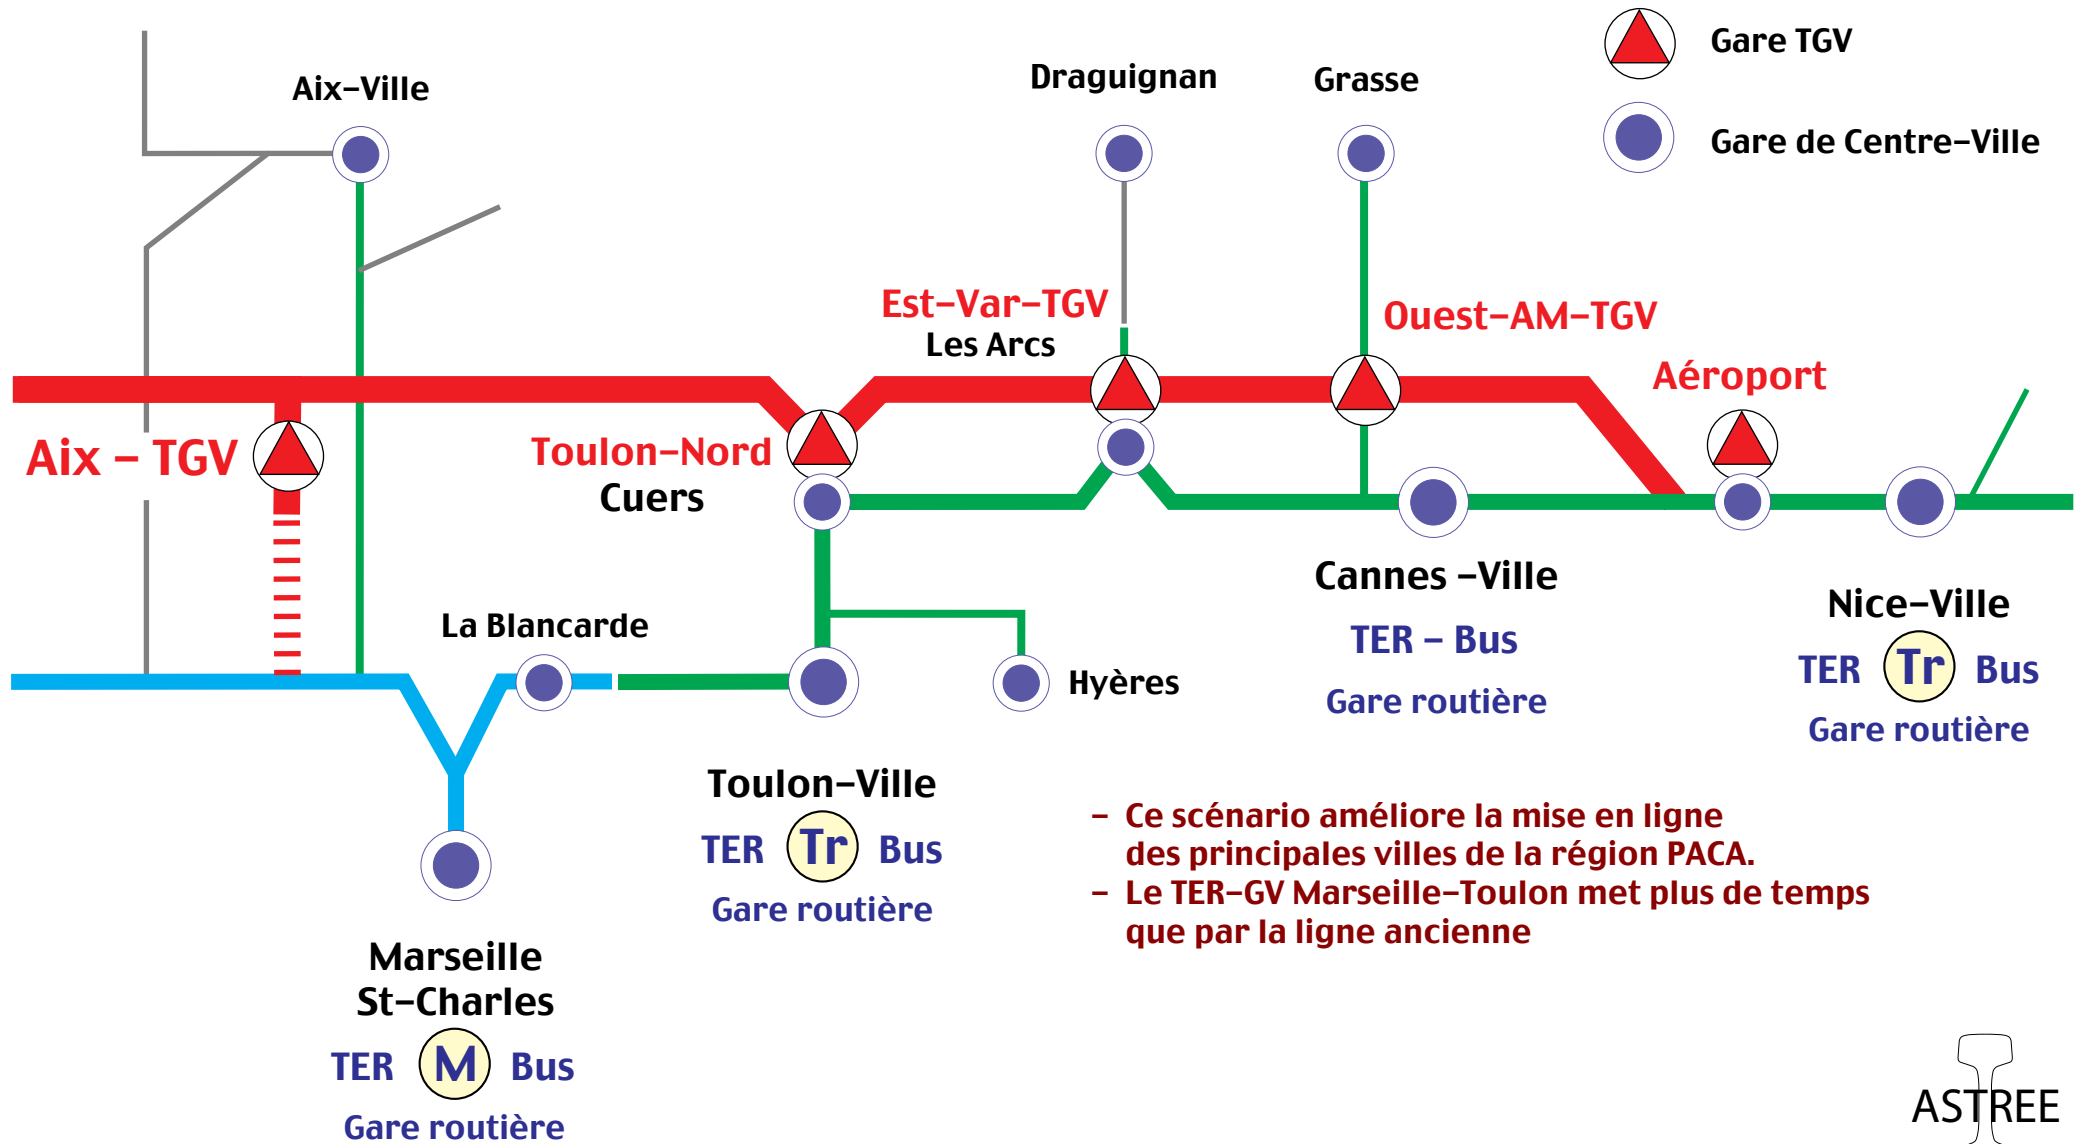 Gare TGV
Gare de Centre-Ville
Aix-Ville
Draguignan
Grasse
Est-Var-TGV
Les Arcs
Ouest-AM-TGV
Aéroport
Aix - TGV
Toulon-Nord
Cuers
Cannes -Ville
TER - Bus
Gare routière
Nice-Ville
TER Tr Bus
Gare routière
La Blancarde
Hyères
Toulon-Ville
TER Tr Bus
Gare routière
- Ce scénario améliore la mise en ligne
des principales villes de la région PACA.
- Le TER-GV Marseille-Toulon met plus de temps
que par la ligne ancienne
Marseille
St-Charles
TER M Bus
Gare routière
ASTREE